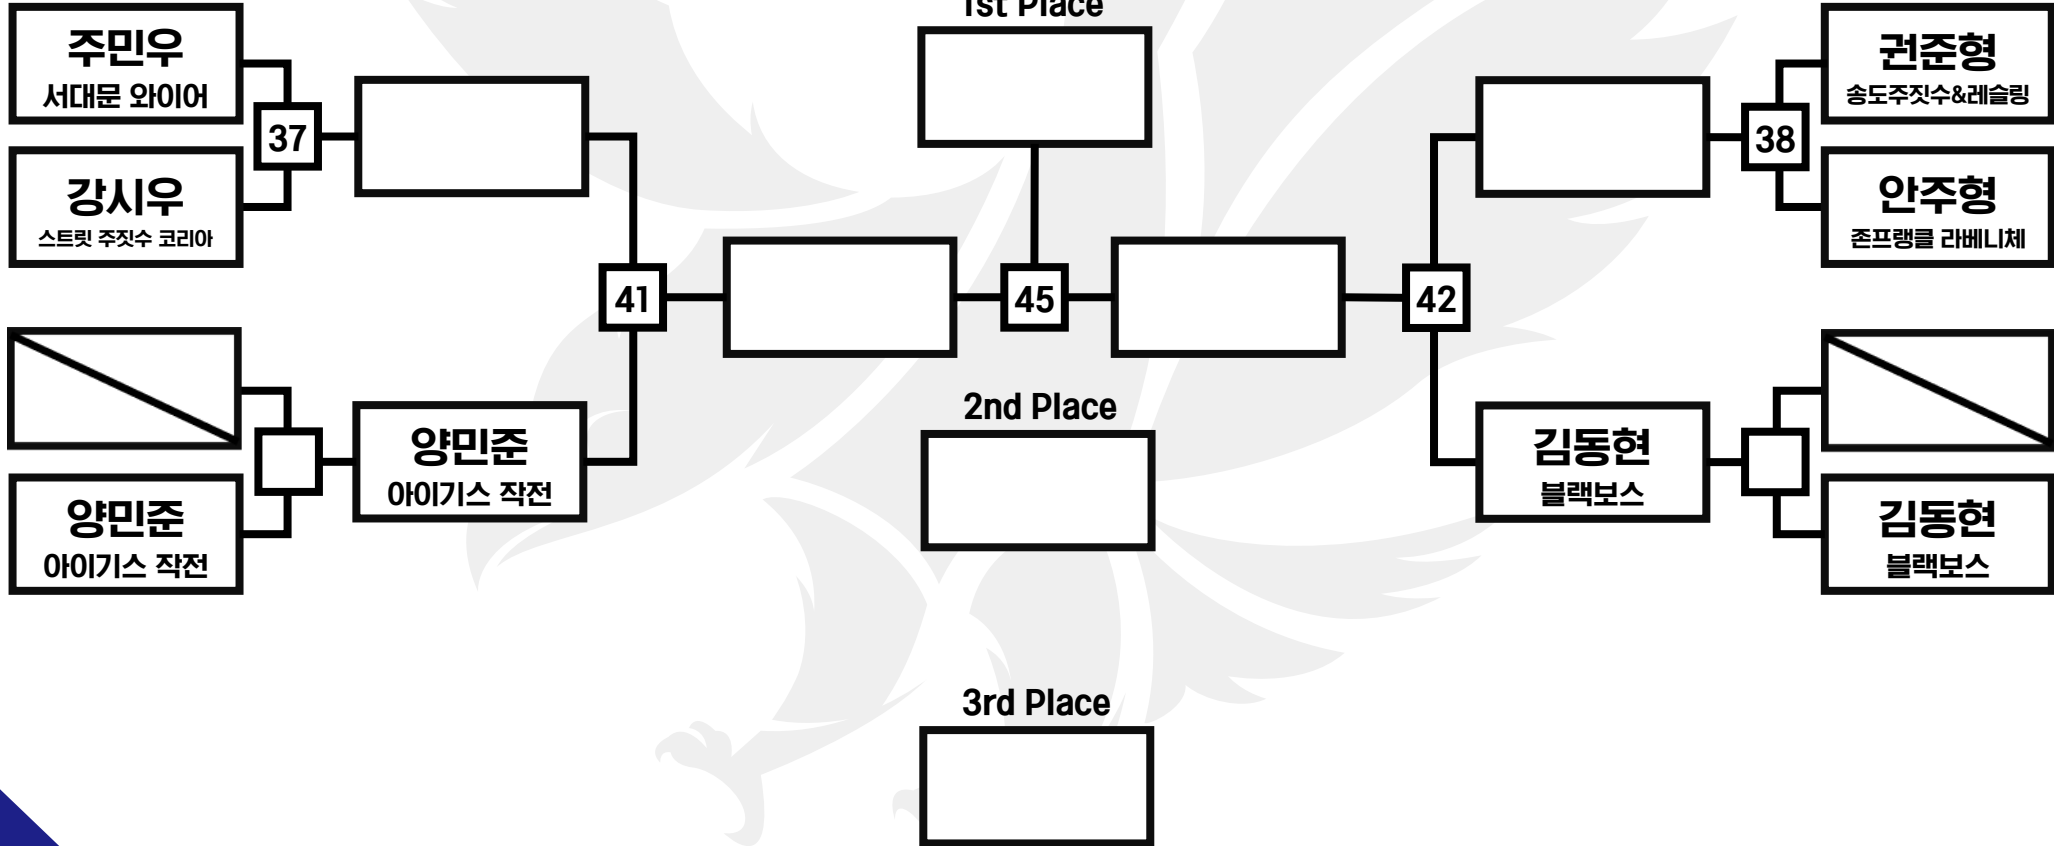 1st Place
주민우
서대문 와이어
37
강시우
스트릿 주짓수 코리아
양민준
아이기스 작전
양민준
아이기스 작전
41
45
42
2nd Place
3rd Place
권준형
송도주짓수&레슬링
38
안주형
존프랭클 라베니체
김동현
블랙보스
김동현
블랙보스